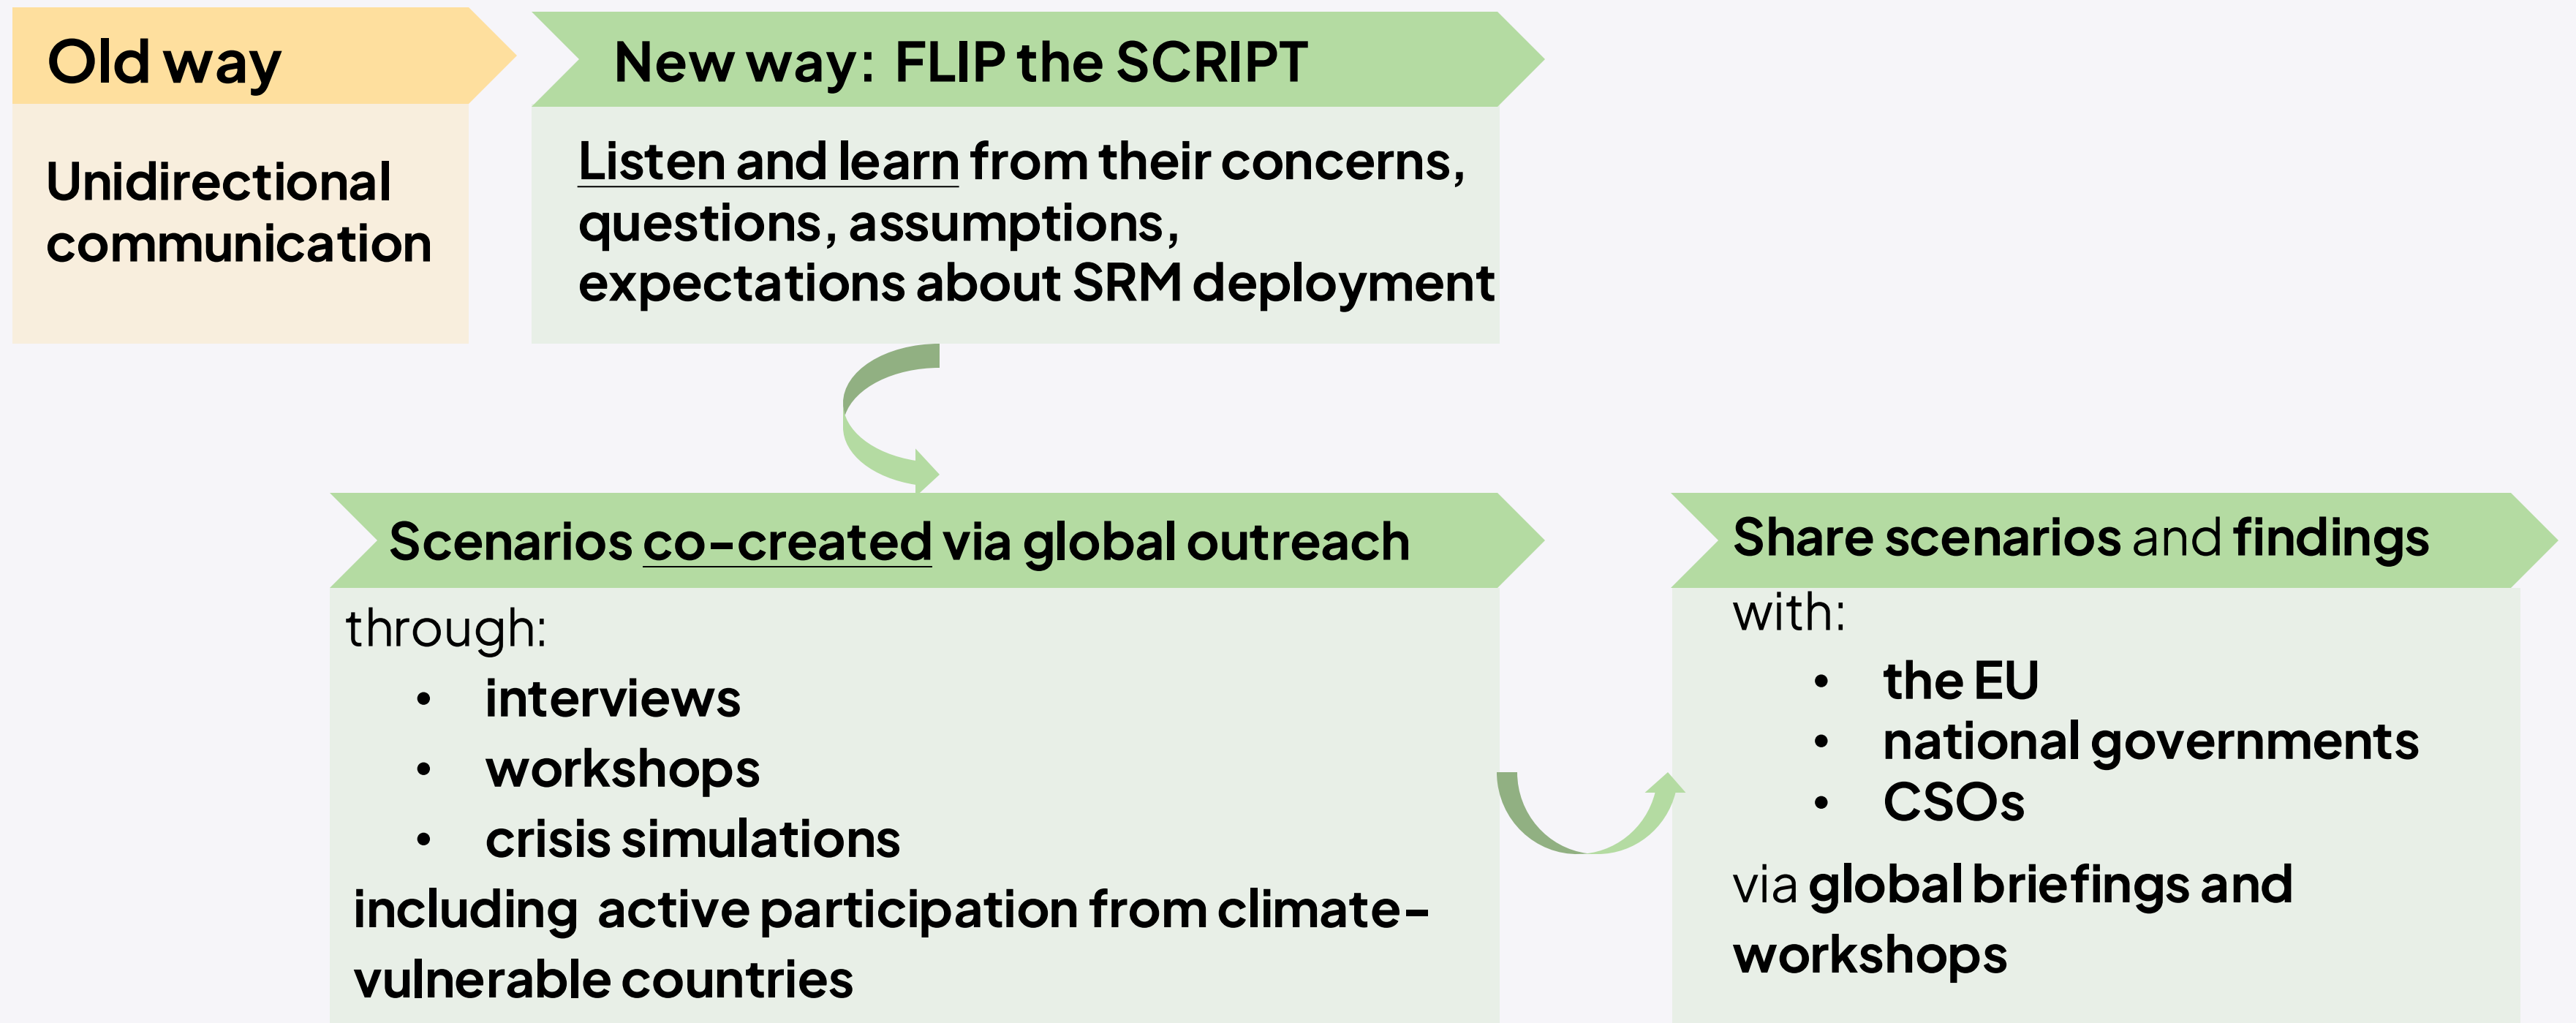 Old way
Unidirectional
communication
New way: FLIP the SCRIPT
Listen and learn from their concerns,
questions, assumptions,
expectations about SRM deployment
Scenarios co-created via global outreach
through:
• interviews
• workshops
• crisis simulations
including active participation from climate-
vulnerable countries
Share scenarios and findings
with:
• the EU
• national governments
• CSOs
via global briefings and
workshops